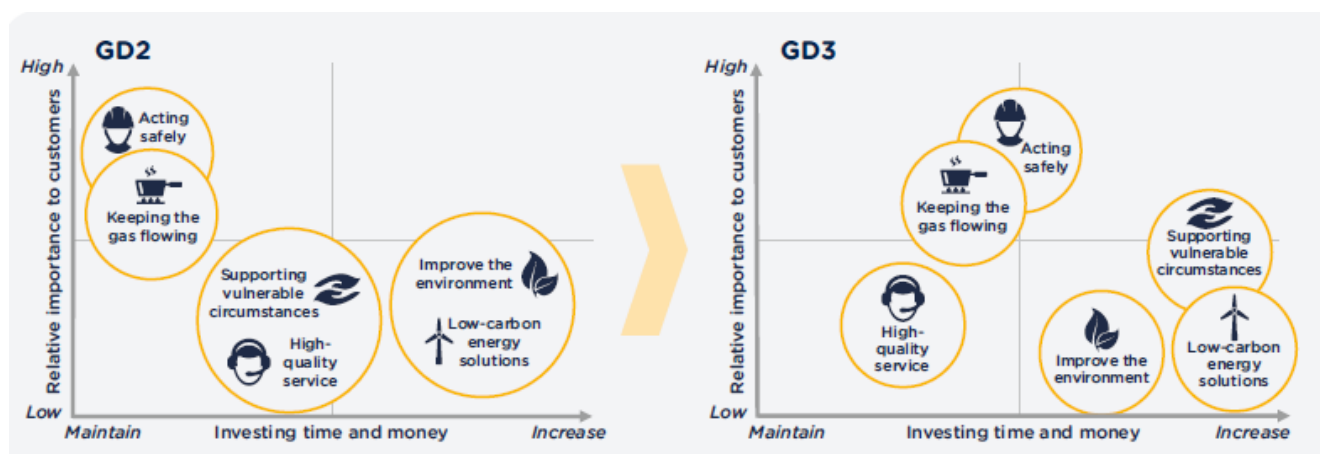 GD2
High
Relative importance to customers
Acting
safely
Keeping the
gas flowing
Supporting
vulnerable
circumstances
High-
quality
service
Improve the
environment
Low-carbon
energy
solutions
Low
Maintain
Investing time and money
Increase
GD3
High
Relative importance to customers
Acting
safely
Keeping the
gas flowing
Supporting
vulnerable
circumstances
High-
quality
service
Improve the
environment
Low-carbon
energy
solutions
Low
Maintain
Investing time and money
Increase